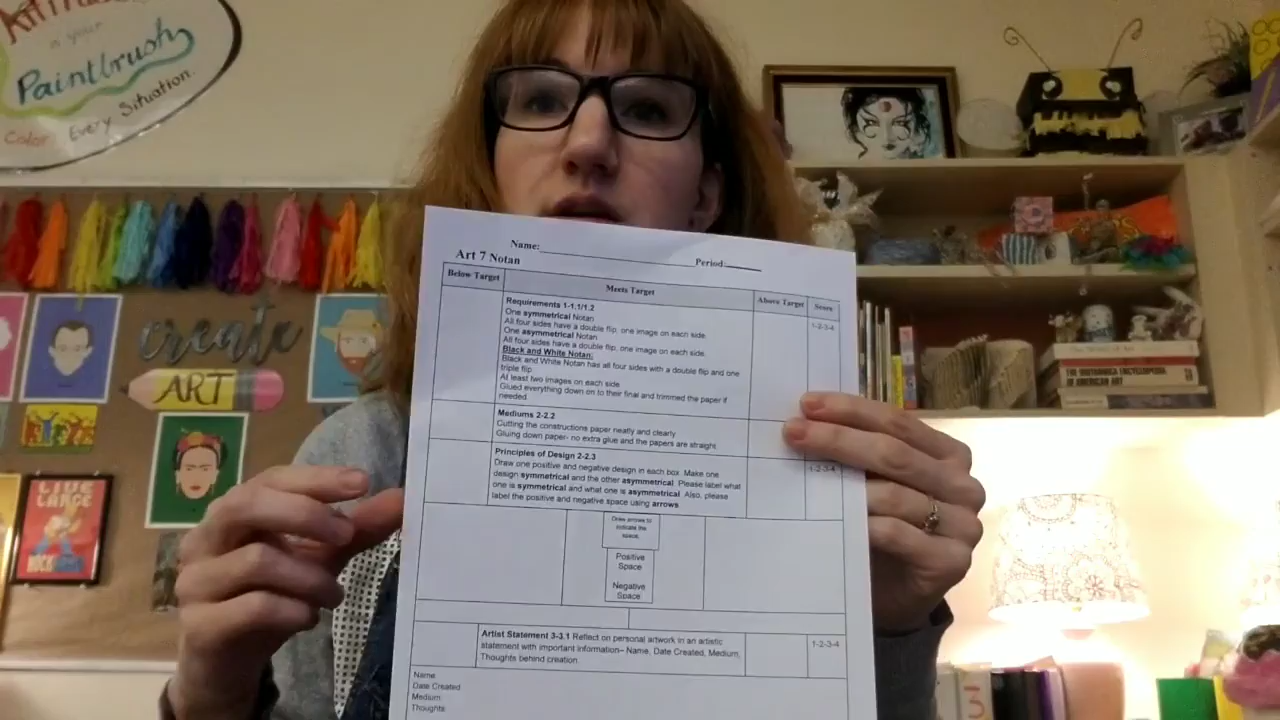 is your
Paintbrush
Color Every Situation.
create
ART
LIVE
LARGE
Name:
Period:
Art 7 Notan
Below Target
Meets Target
Above Target
Score
Requirements 1-1.1/1.2
One symmetrical Notan
All four sides have a double flip, one image on each side.
One asymmetrical Notan
All four sides have a double flip, one image on each side.
Black and White Notan:
Black and White Notan has all four sides with a double flip and one
triple flip
At least two images on each side
Glued everything down on to their final and trimmed the paper if
needed
1-2-3-4
Mediums 2-2.2
Cutting the constructions paper neatly and clearly
Gluing down paper- no extra glue and the papers are straight
Principles of Design 2-2.3
Draw one positive and negative design in each box. Make one
design symmetrical and the other asymmetrical. Please label what
one is symmetrical and what one is asymmetrical. Also, please
label the positive and negative space using arrows
1-2-3-4
Draw arrows to
indicate the
space.
Positive
Space
Negative
Space
Artist Statement 3-3.1 Reflect on personal artwork in an artistic
statement with important information– Name, Date Created, Medium,
Thoughts behind creation.
1-2-3-4
Name:
Date Created
Medium
Thoughts
THE BRITANNICA ENCYCLOPEDIA
OF AMERICAN ART